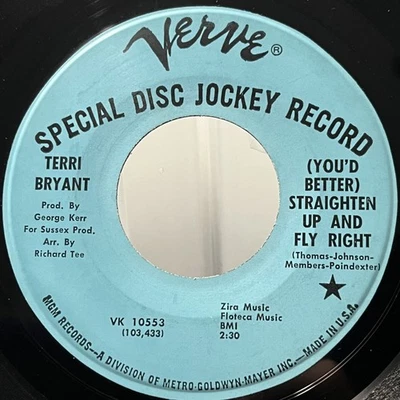 Verve®
SPECIAL DISC JOCKEY RECORD
TERRI
BRYANT
Prod. By
George Kerr
For Sussex Prod.
Arr. By
Richard Tee
(YOU'D
BETTER)
STRAIGHTEN
UP AND
FLY RIGHT
(Thomas-Johnson-
Members-Poindexter)
VK 10553
(103,433)
Zira Music
Floteca Music
BMI
2:30
MGM RECORDS—A DIVISION OF METRO-GOLDWYN-MAYER INC.—MADE IN U.S.A.